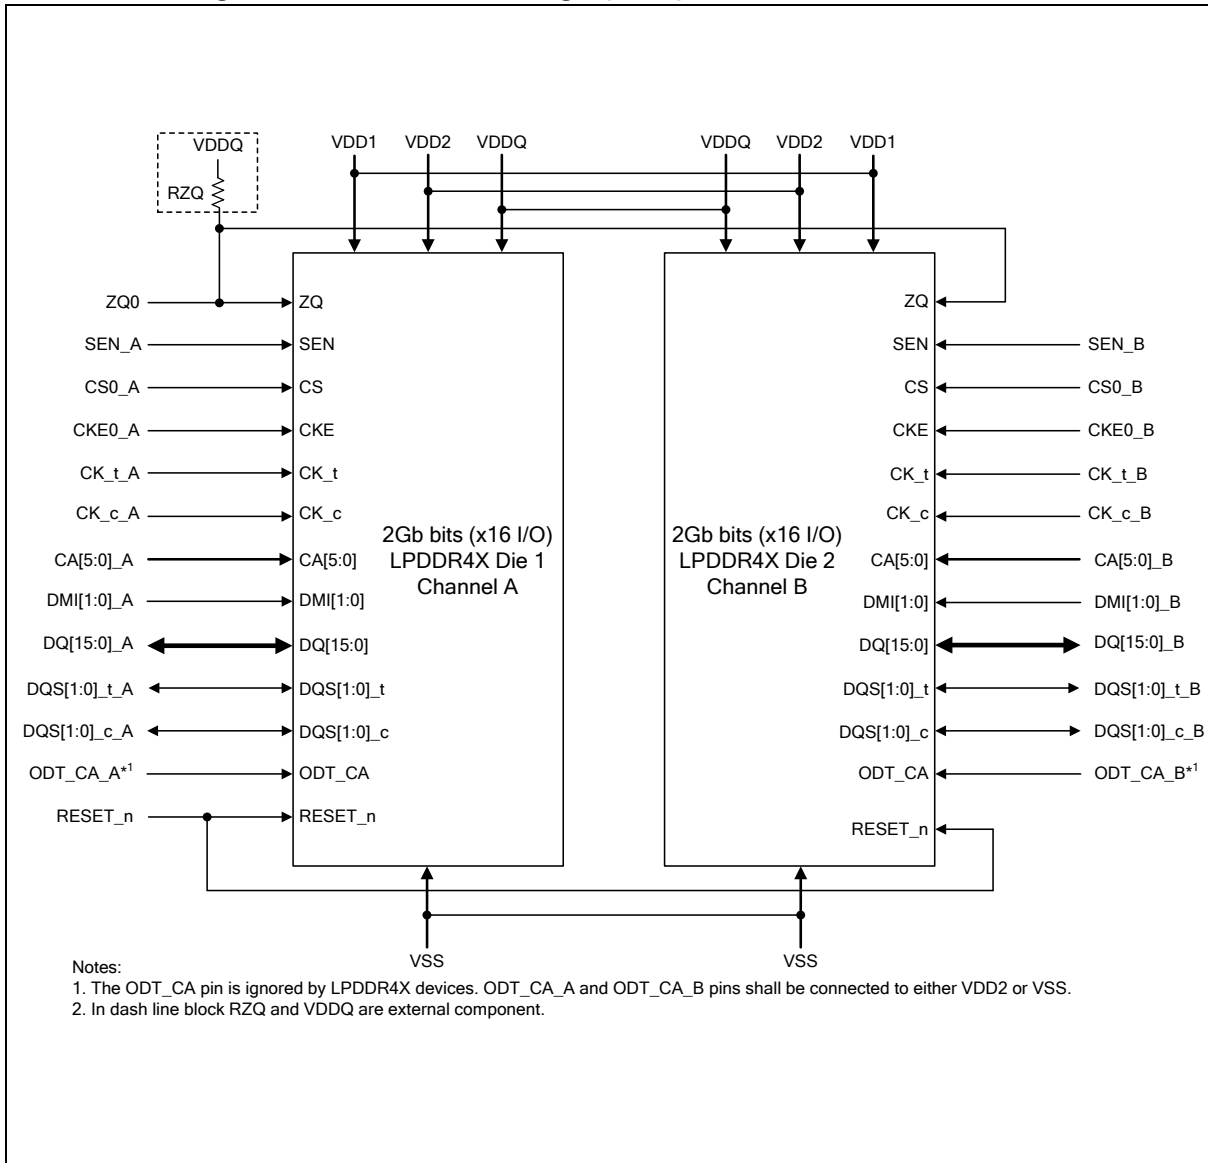 VDDQ
RZQ
VDD1 VDD2 VDDQ
VDDQ VDD2 VDD1
ZQ0
SEN_A
CS0_A
CKE0_A
CK_t_A
CK_c_A
CA[5:0]_A
DMI[1:0]_A
DQ[15:0]_A
DQS[1:0]_t_A
DQS[1:0]_c_A
ODT_CA_A*1
RESET_n
ZQ
SEN
CS
CKE
CK_t
CK_c
CA[5:0]
DMI[1:0]
DQ[15:0]
DQS[1:0]_t
DQS[1:0]_c
ODT_CA
RESET_n
2Gb bits (x16 I/O)
LPDDR4X Die 1
Channel A
2Gb bits (x16 I/O)
LPDDR4X Die 2
Channel B
ZQ
SEN
CS
CKE
CK_t
CK_c
CA[5:0]
DMI[1:0]
DQ[15:0]
DQS[1:0]_t
DQS[1:0]_c
ODT_CA
RESET_n
SEN_B
CS0_B
CKE0_B
CK_t_B
CK_c_B
CA[5:0]_B
DMI[1:0]_B
DQ[15:0]_B
DQS[1:0]_t_B
DQS[1:0]_c_B
ODT_CA_B*1
VSS
VSS
Notes:
1. The ODT_CA pin is ignored by LPDDR4X devices. ODT_CA_A and ODT_CA_B pins shall be connected to either VDD2 or VSS.
2. In dash line block RZQ and VDDQ are external component.